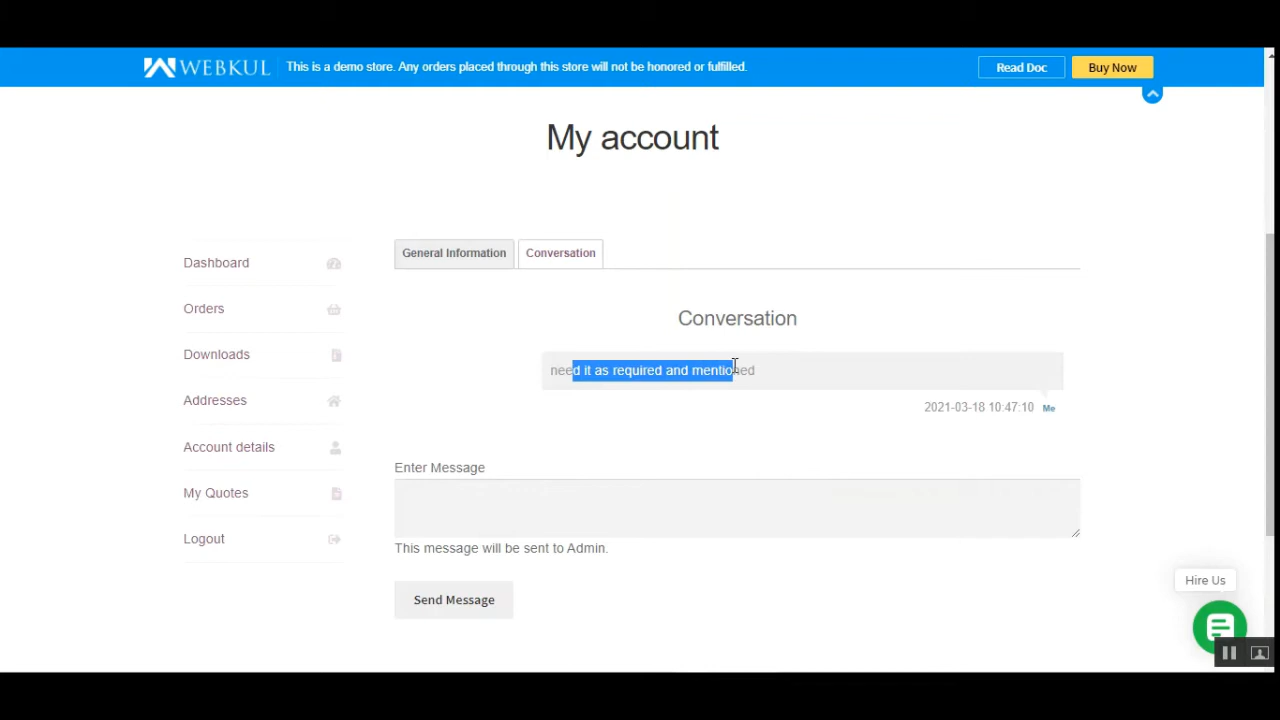 WEBKUL
This is a demo store. Any orders placed through this store will not be honored or fulfilled.
Read Doc
Buy Now
My account
Dashboard
Orders
Downloads
Addresses
Account details
My Quotes
Logout
General Information
Conversation
Conversation
need it as required and mentioned
2021-03-18 10:47:10 Me
Enter Message
This message will be sent to Admin.
Send Message
Hire Us